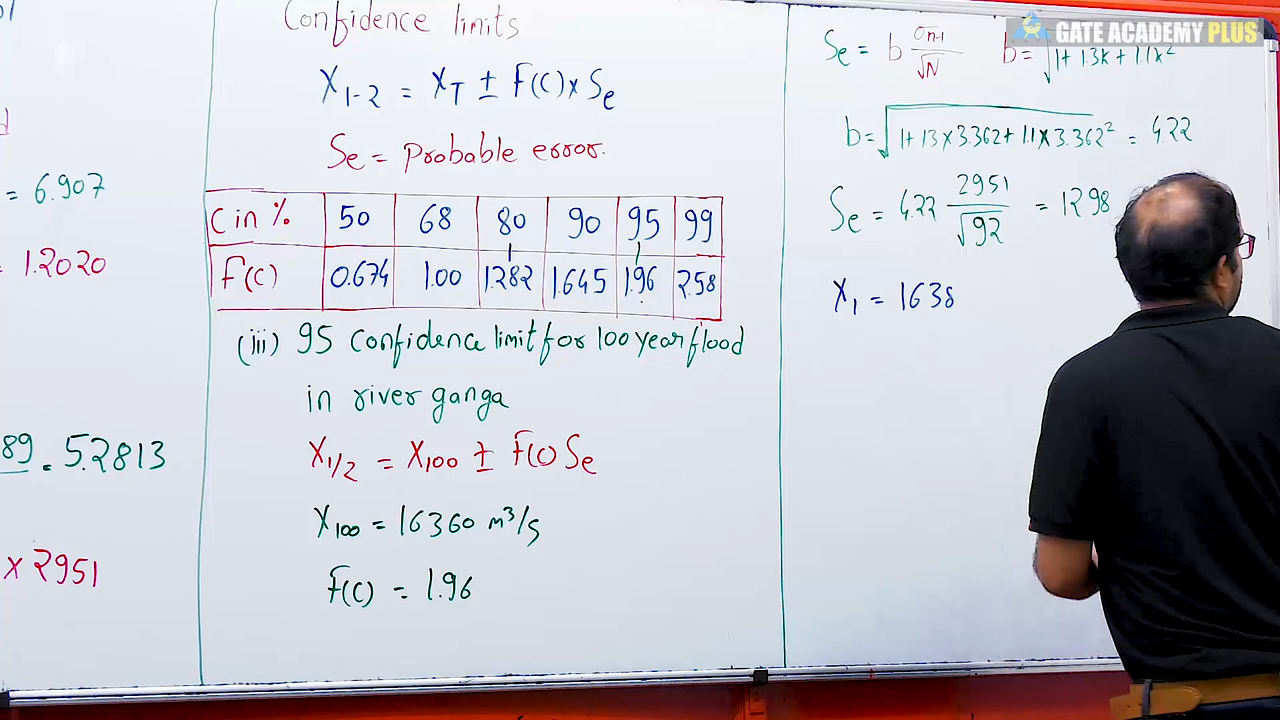 = 6.907
1.2020
89 = 5.2813
x 2951
Confidence limits
X1-2 = XT ± F(C) x Se
Se = Probable error.
C in % 50 68 80 90 95 99
f(C) 0.674 1.00 1.282 1.645 1.96 2.58
(iii) 95 Confidence limit for 100 year flood
in river ganga
X1/2 = X100 ± F(C) Se
X100 = 16360 m³/s
f(C) = 1.96
GATE ACADEMY PLUS
Se = b σn-1/√N b = √1+1.3k+1.1k²
b = √1+1.3x3.362+1.1x3.362² = 4.22
Se = 4.22 2951/√92 = 1298
X1 = 1638